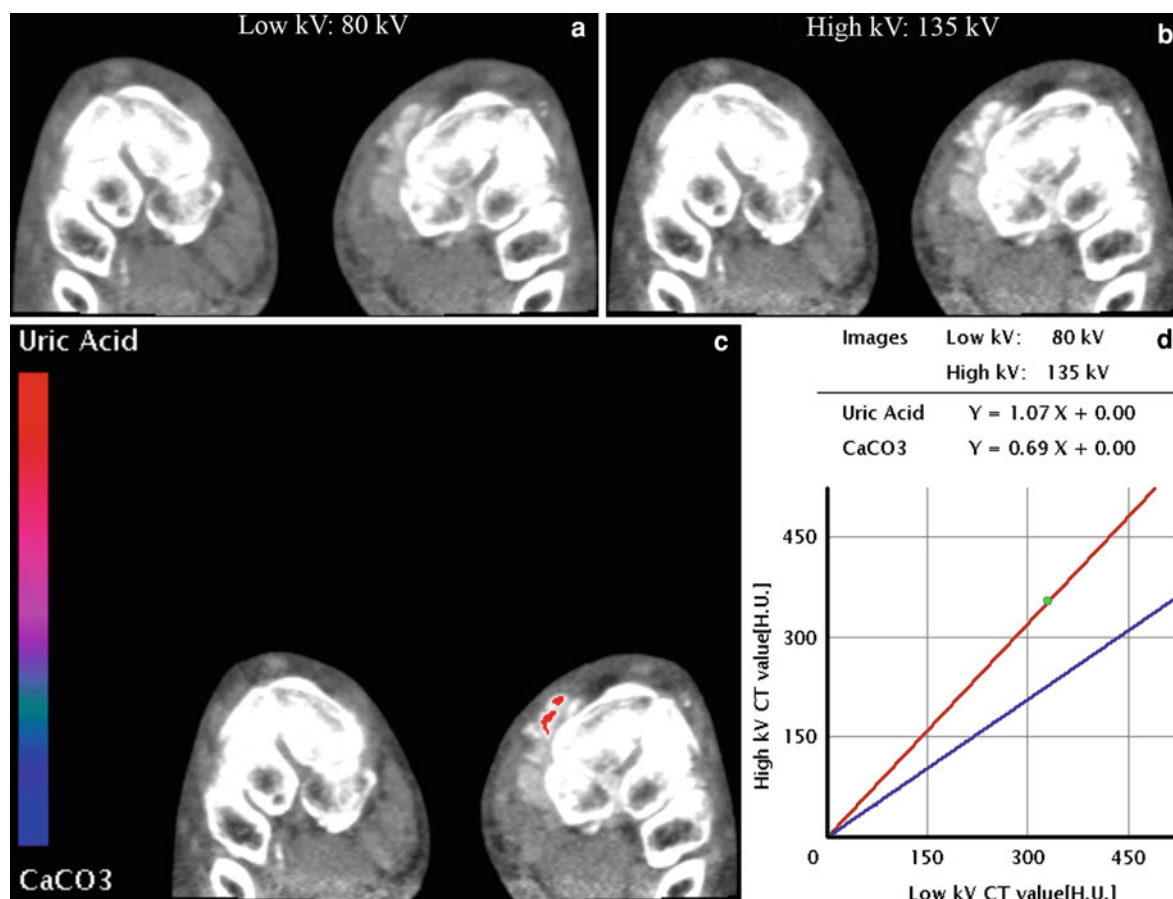 Low kV: 80 kV
a
High kV: 135 kV
b
Uric Acid
c
CaCO3
Images Low kV: 80 kV
d
High kV: 135 kV
Uric Acid Y = 1.07 X + 0.00
CaCO3 Y = 0.69 X + 0.00
High kV CT value[H.U.]
450
300
150
0 150 300 450
Low kV CT value[H.U.]